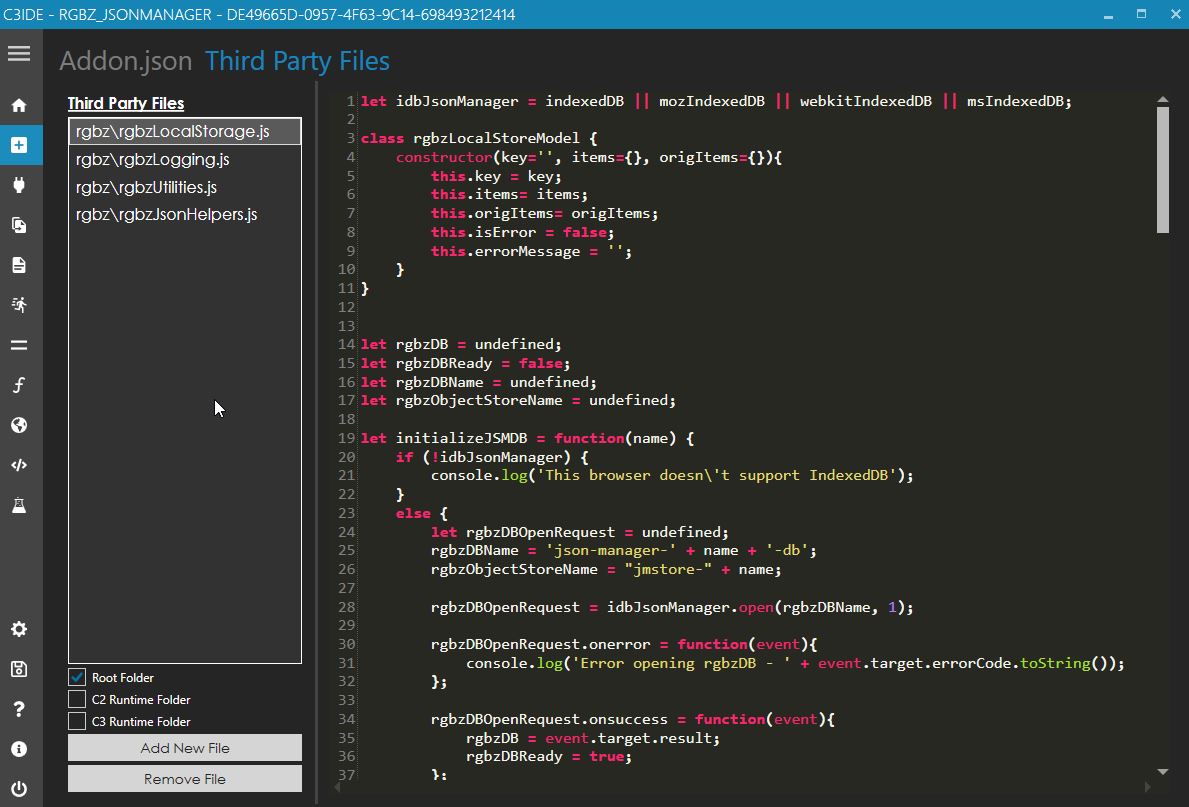 C3IDE - RGBZ_JSONMANAGER - DE49665D-0957-4F63-9C14-698493212414
Addon.json Third Party Files
Third Party Files
rgbz\rgbzLocalStorage.js
rgbz\rgbzLogging.js
rgbz\rgbzUtilities.js
rgbz\rgbzJsonHelpers.js
Root Folder
C2 Runtime Folder
C3 Runtime Folder
Add New File
Remove File
1 let idbJsonManager = indexedDB || mozIndexedDB || webkitIndexedDB || msIndexedDB;
2
3 class rgbzLocalStoreModel {
4     constructor(key='', items={}, origItems={}){
5         this.key = key;
6         this.items= items;
7         this.origItems= origItems;
8         this.isError = false;
9         this.errorMessage = '';
10     }
11 }
12
13
14 let rgbzDB = undefined;
15 let rgbzDBReady = false;
16 let rgbzDBName = undefined;
17 let rgbzObjectStoreName = undefined;
18
19 let initializeJSMDB = function(name) {
20     if (!idbJsonManager) {
21         console.log('This browser doesn\'t support IndexedDB');
22     }
23     else {
24         let rgbzDBOpenRequest = undefined;
25         rgbzDBName = 'json-manager-' + name + '-db';
26         rgbzObjectStoreName = "jmstore-" + name;
27
28         rgbzDBOpenRequest = idbJsonManager.open(rgbzDBName, 1);
29
30         rgbzDBOpenRequest.onerror = function(event){
31             console.log('Error opening rgbzDB - ' + event.target.errorCode.toString());
32         };
33
34         rgbzDBOpenRequest.onsuccess = function(event){
35             rgbzDB = event.target.result;
36             rgbzDBReady = true;
37         };